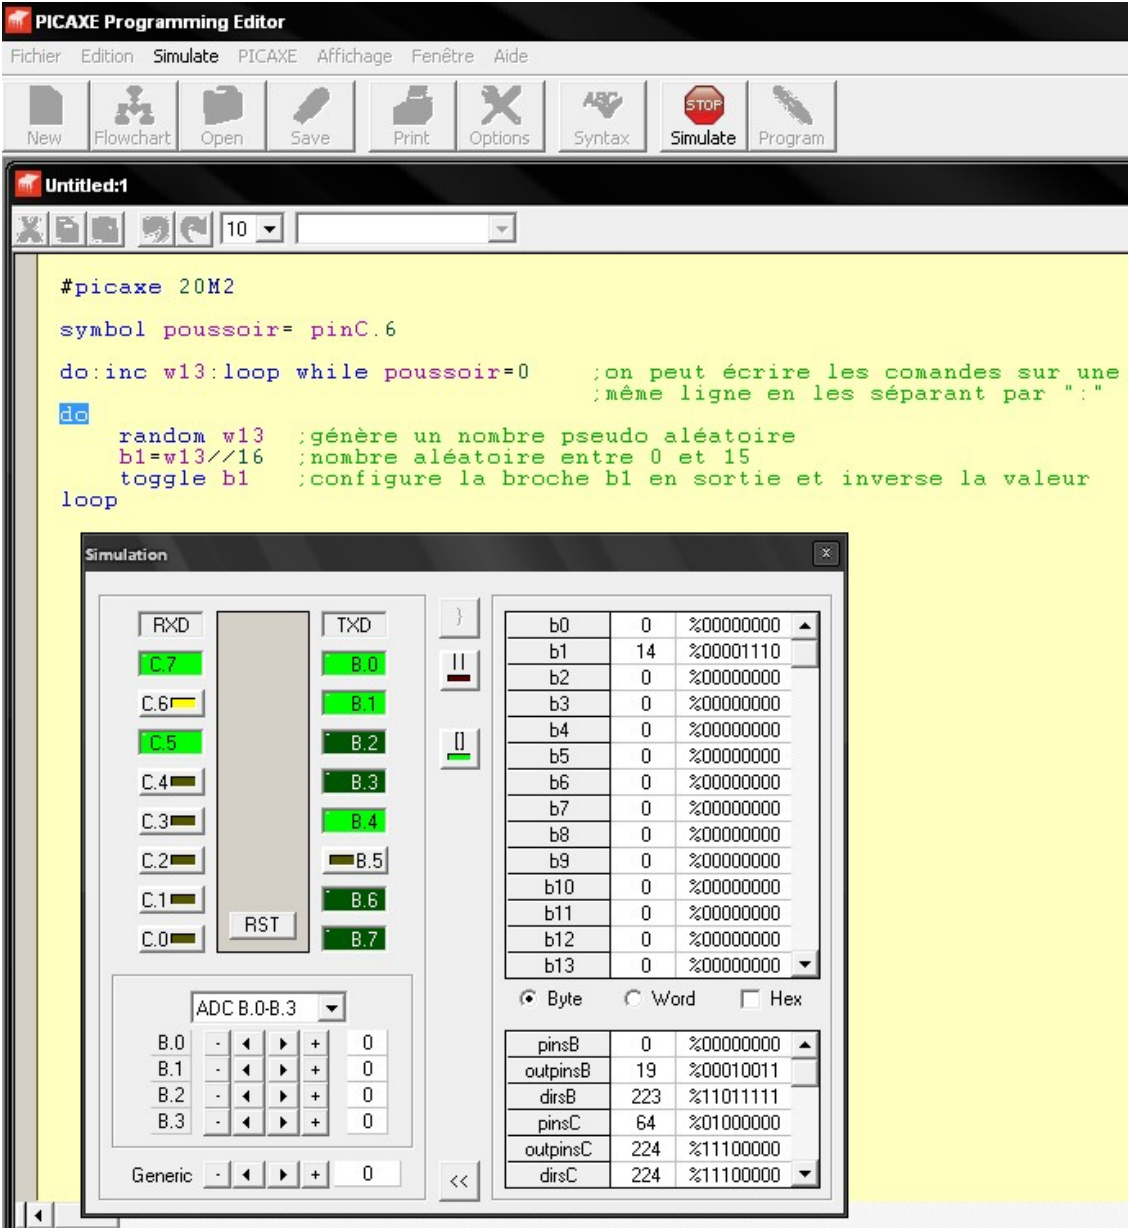 PICAXE Programming Editor
Fichier Edition Simulate PICAXE Affichage Fenêtre Aide
New Flowchart Open Save Print Options Syntax Simulate Program
ABC STOP
Untitled:1
10
#picaxe 20M2
symbol poussoir= pinC.6
do:inc w13:loop while poussoir=0 ;on peut écrire les comandes sur une
;même ligne en les séparant par ":"
do
random w13 ;génère un nombre pseudo aléatoire
b1=w13//16 ;nombre aléatoire entre 0 et 15
toggle b1 ;configure la broche b1 en sortie et inverse la valeur
loop
Simulation
RXD TXD
C.7 B.0
C.6 B.1
C.5 B.2
C.4 B.3
C.3 B.4
C.2 B.5
C.1 B.6
C.0 B.7
RST
ADC B.0-B.3
B.0 - + 0
B.1 - + 0
B.2 - + 0
B.3 - + 0
Generic - + 0
}
||
[]
<<
b0 0 %00000000
b1 14 %00001110
b2 0 %00000000
b3 0 %00000000
b4 0 %00000000
b5 0 %00000000
b6 0 %00000000
b7 0 %00000000
b8 0 %00000000
b9 0 %00000000
b10 0 %00000000
b11 0 %00000000
b12 0 %00000000
b13 0 %00000000
Byte Word Hex
pinsB 0 %00000000
outpinsB 19 %00010011
dirsB 223 %11011111
pinsC 64 %01000000
outpinsC 224 %11100000
dirsC 224 %11100000